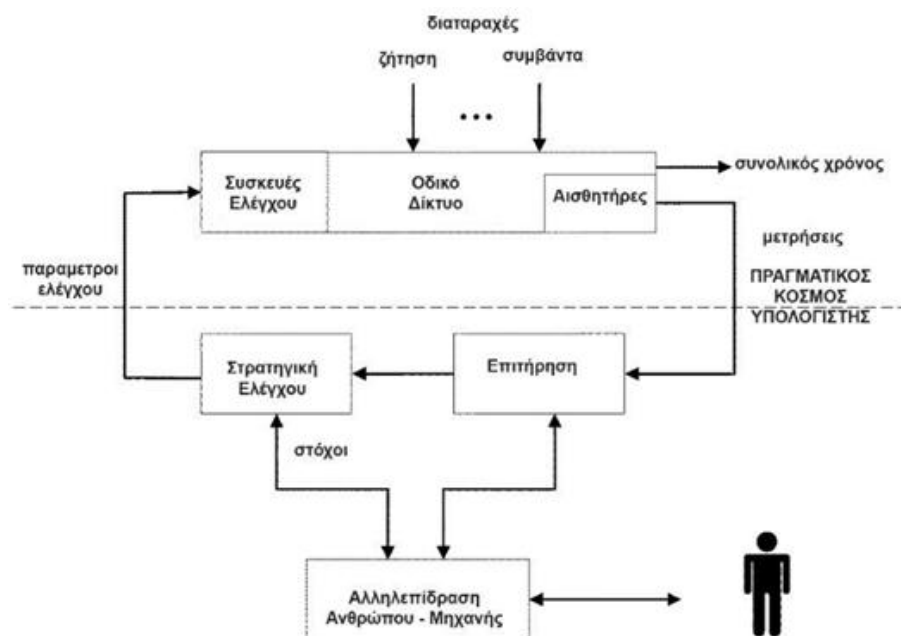 διαταραχές
ζήτηση
συμβάντα
Συσκευές
Ελέγχου
Οδικό
Δίκτυο
Αισθητήρες
συνολικός χρόνος
μετρήσεις
παραμετροι
ελέγχου
ΠΡΑΓΜΑΤΙΚΟΣ
ΚΟΣΜΟΣ
ΥΠΟΛΟΓΙΣΤΗΣ
Στρατηγική
Ελέγχου
Επιτήρηση
στόχοι
Αλληλεπίδραση
Ανθρώπου - Μηχανής